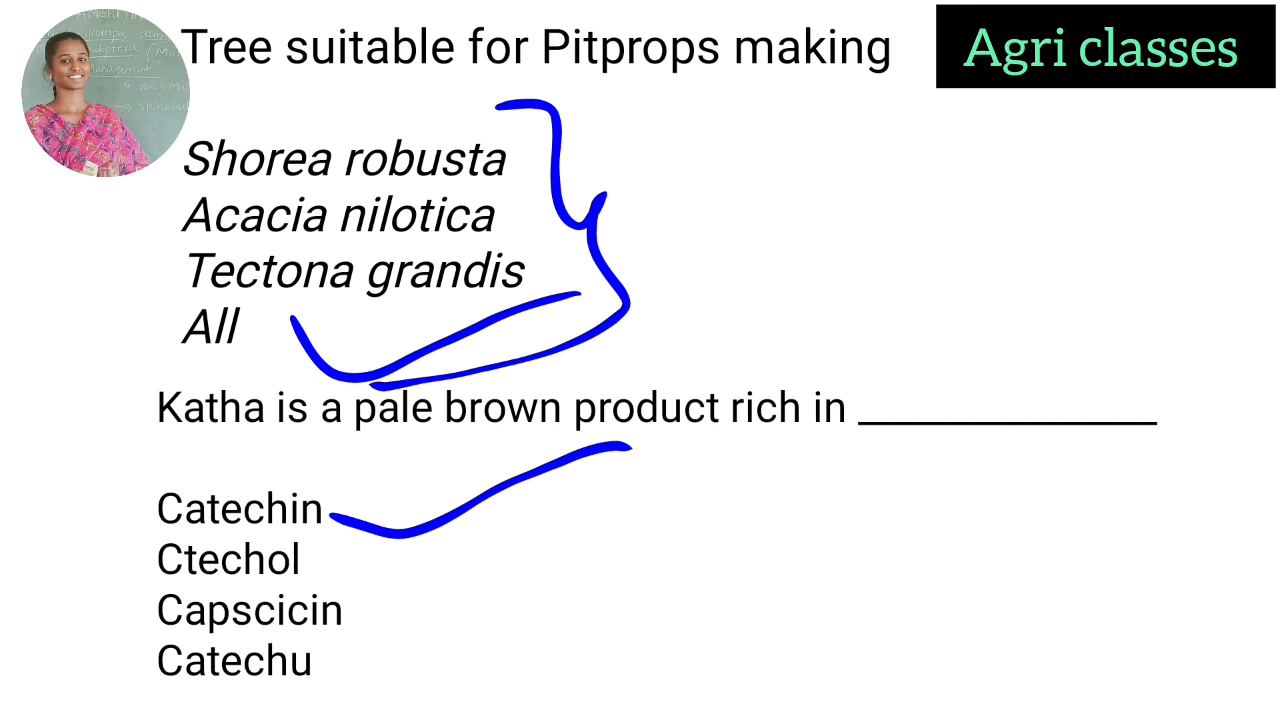 Tree suitable for Pitprops making
Agri classes
Shorea robusta
Acacia nilotica
Tectona grandis
All
Katha is a pale brown product rich in ______________
Catechin
Ctechol
Capscicin
Catechu